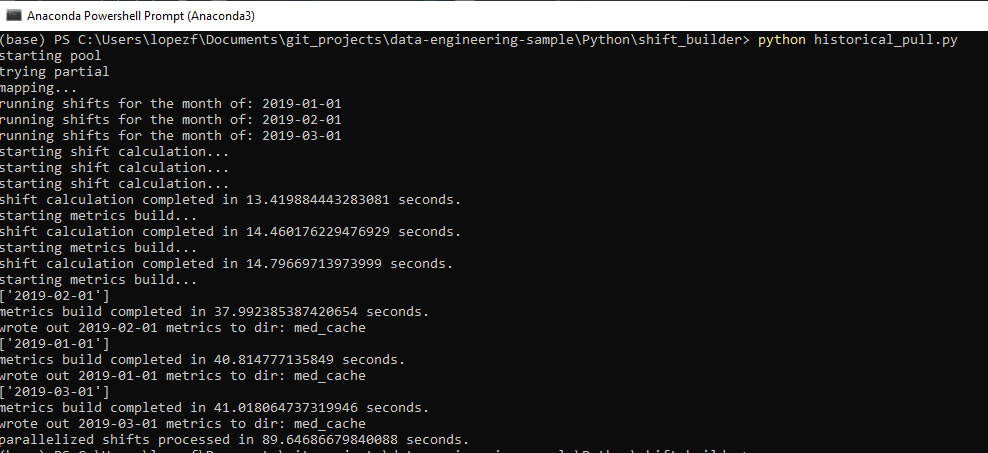 Anaconda Powershell Prompt (Anaconda3)
(base) PS C:\Users\lopezf\Documents\git_projects\data-engineering-sample\Python\shift_builder> python historical_pull.py
starting pool
trying partial
mapping...
running shifts for the month of: 2019-01-01
running shifts for the month of: 2019-02-01
running shifts for the month of: 2019-03-01
starting shift calculation...
starting shift calculation...
starting shift calculation...
shift calculation completed in 13.419884443283081 seconds.
starting metrics build...
shift calculation completed in 14.460176229476929 seconds.
starting metrics build...
shift calculation completed in 14.79669713973999 seconds.
starting metrics build...
['2019-02-01']
metrics build completed in 37.992385387420654 seconds.
wrote out 2019-02-01 metrics to dir: med_cache
['2019-01-01']
metrics build completed in 40.814777135849 seconds.
wrote out 2019-01-01 metrics to dir: med_cache
['2019-03-01']
metrics build completed in 41.018064737319946 seconds.
wrote out 2019-03-01 metrics to dir: med_cache
parallelized shifts processed in 89.64686679840088 seconds.